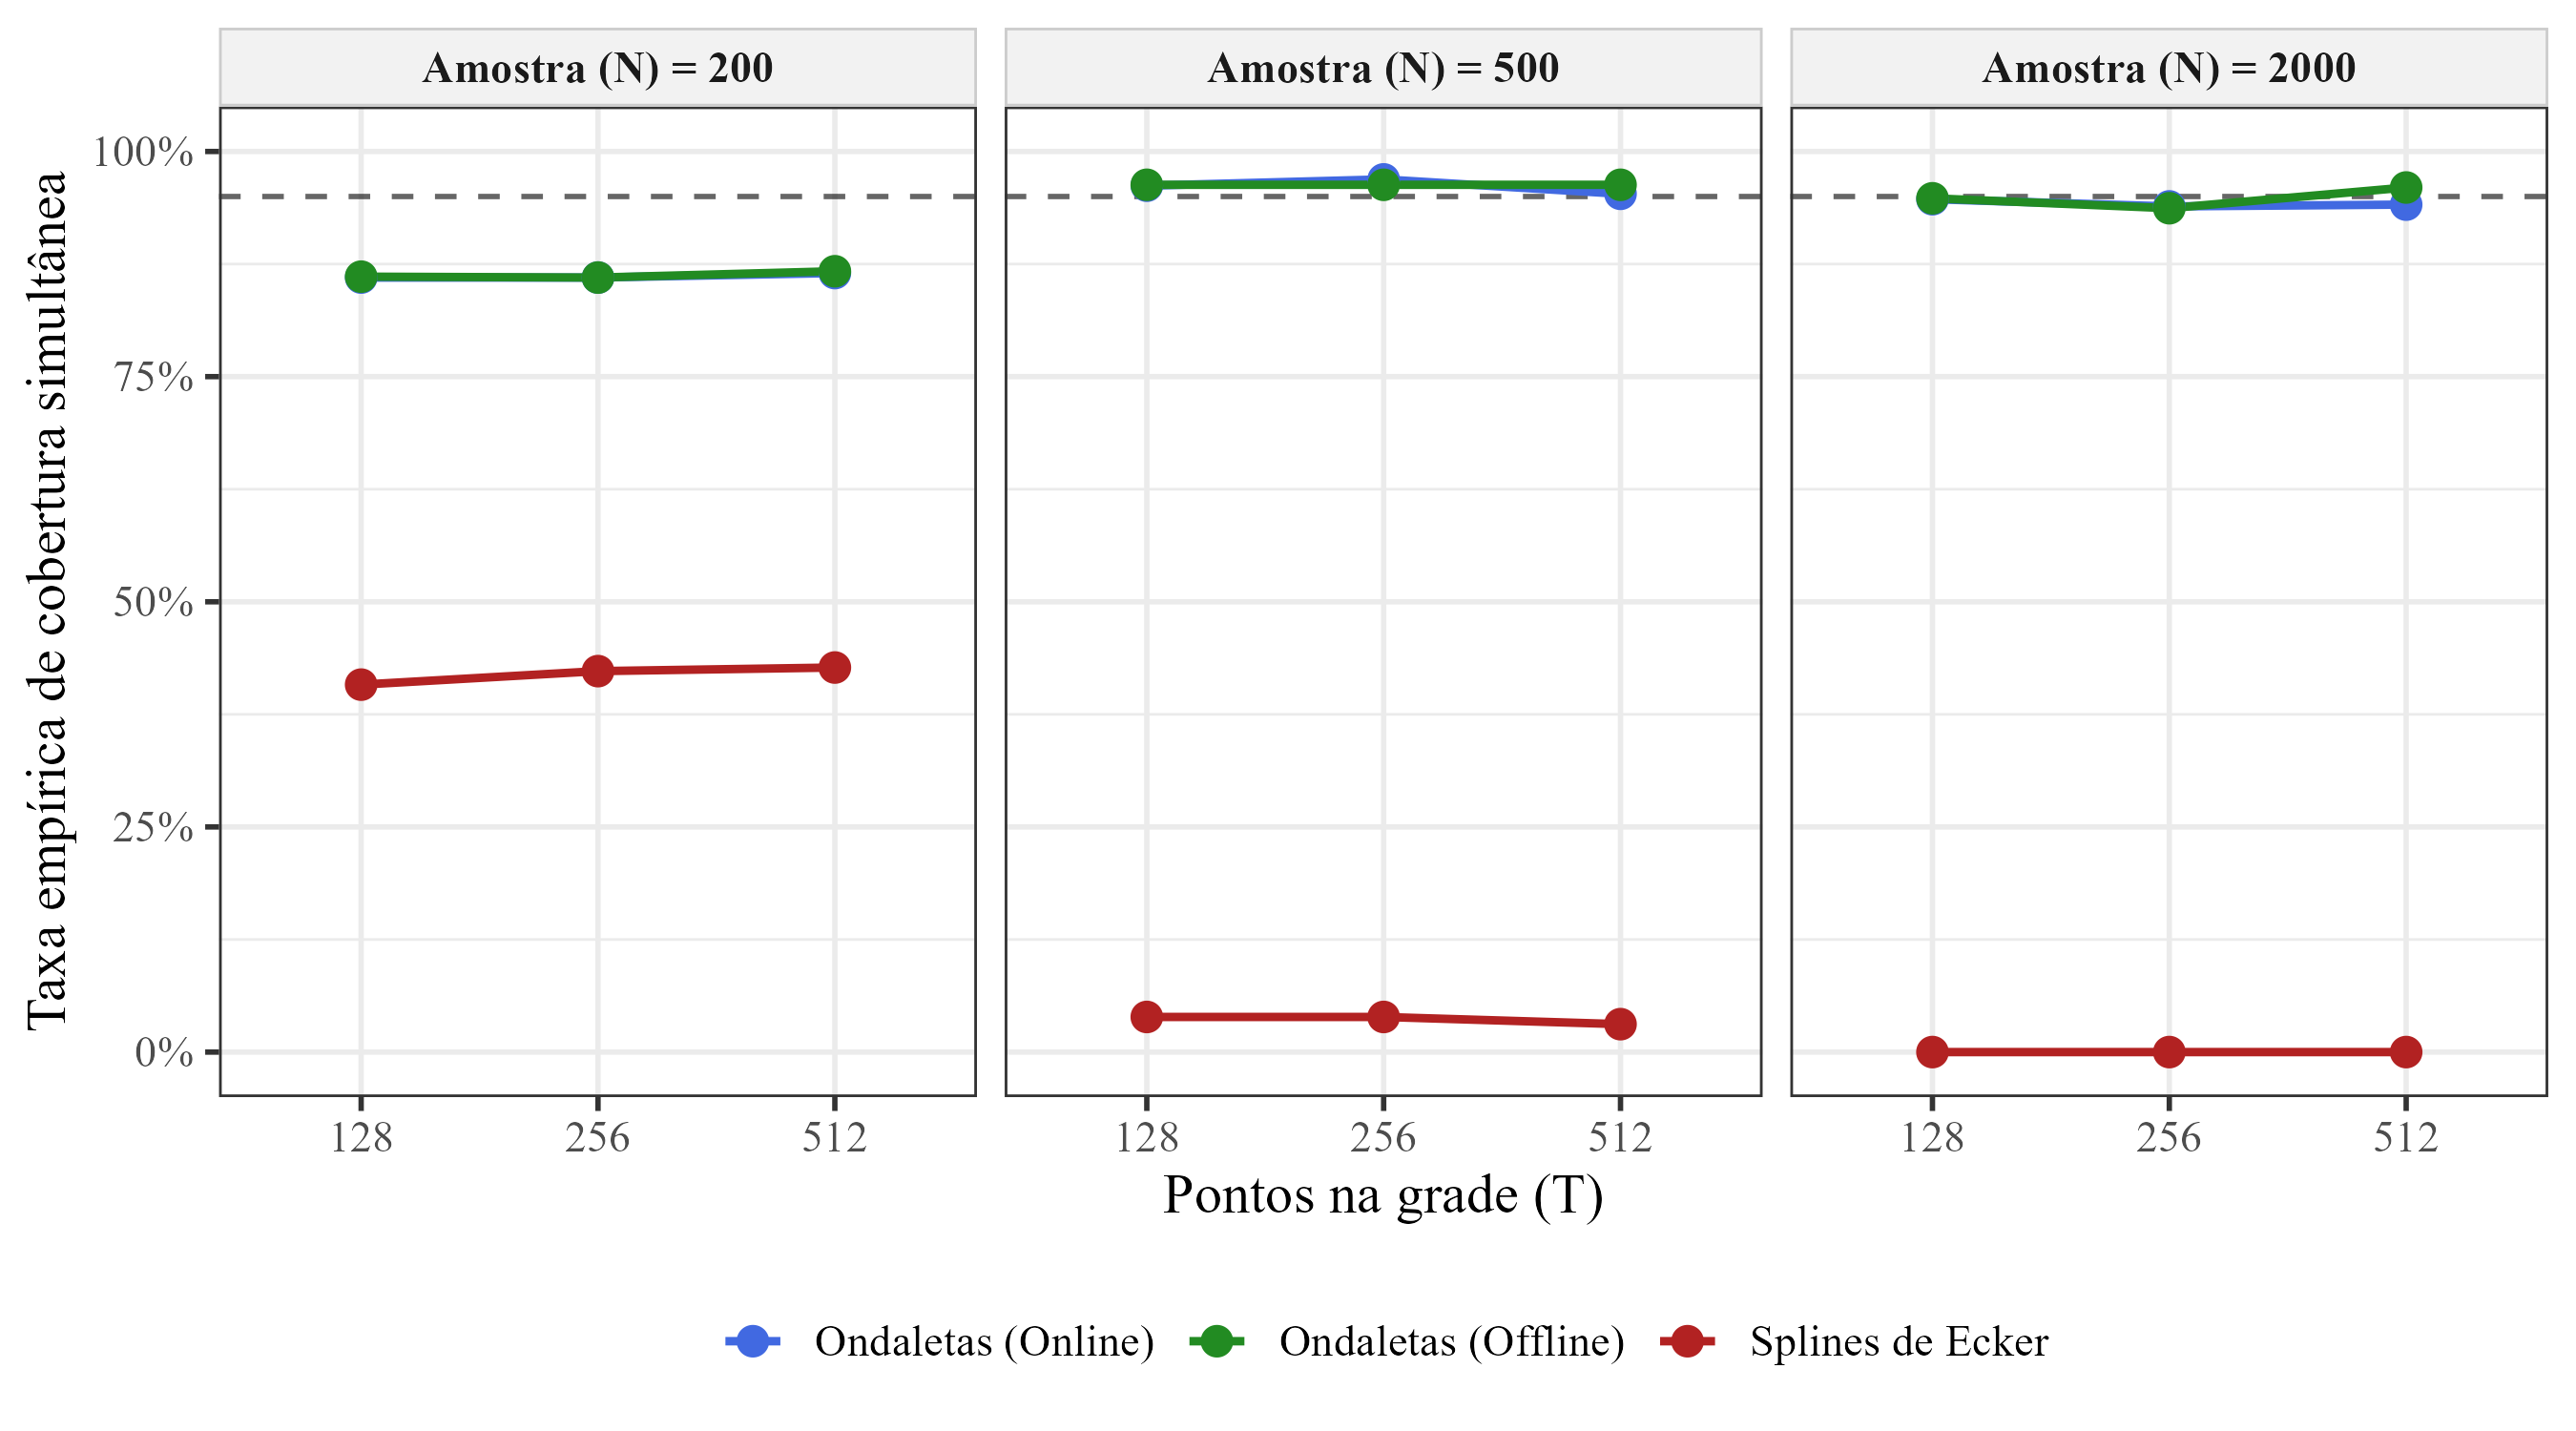 Amostra (N) = 200
Amostra (N) = 500
Amostra (N) = 2000
Taxa empírica de cobertura simultânea
100%
75%
50%
25%
0%
128 256 512
128 256 512
128 256 512
Pontos na grade (T)
Ondaletas (Online)
Ondaletas (Offline)
Splines de Ecker